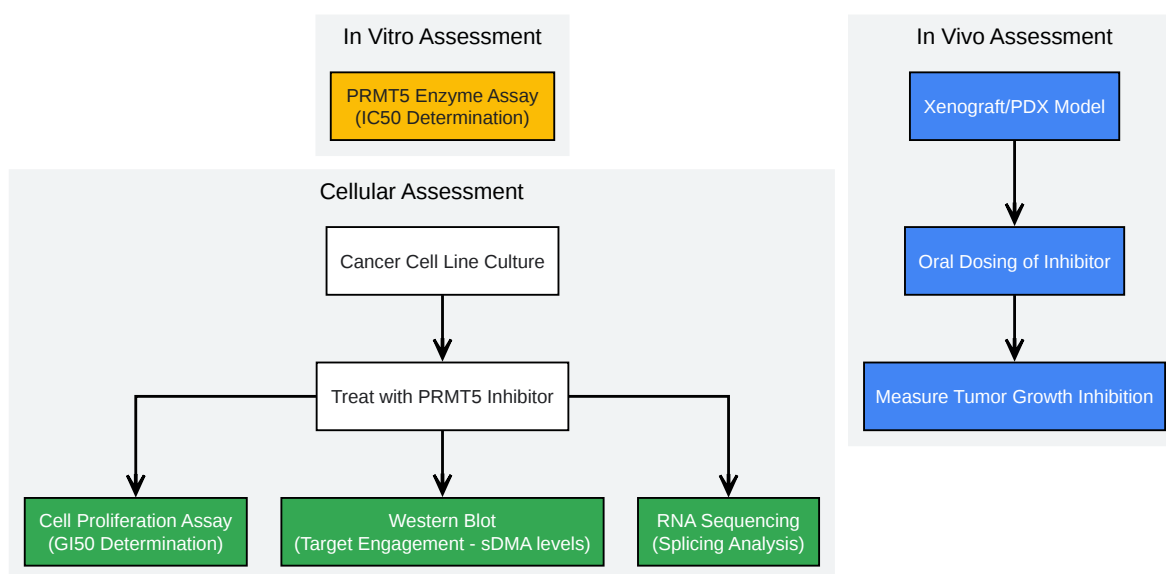 In Vitro Assessment
PRMT5 Enzyme Assay
(IC50 Determination)
Cellular Assessment
Cancer Cell Line Culture
Treat with PRMT5 Inhibitor
Cell Proliferation Assay
(GI50 Determination)
Western Blot
(Target Engagement - sDMA levels)
RNA Sequencing
(Splicing Analysis)
In Vivo Assessment
Xenograft/PDX Model
Oral Dosing of Inhibitor
Measure Tumor Growth Inhibition